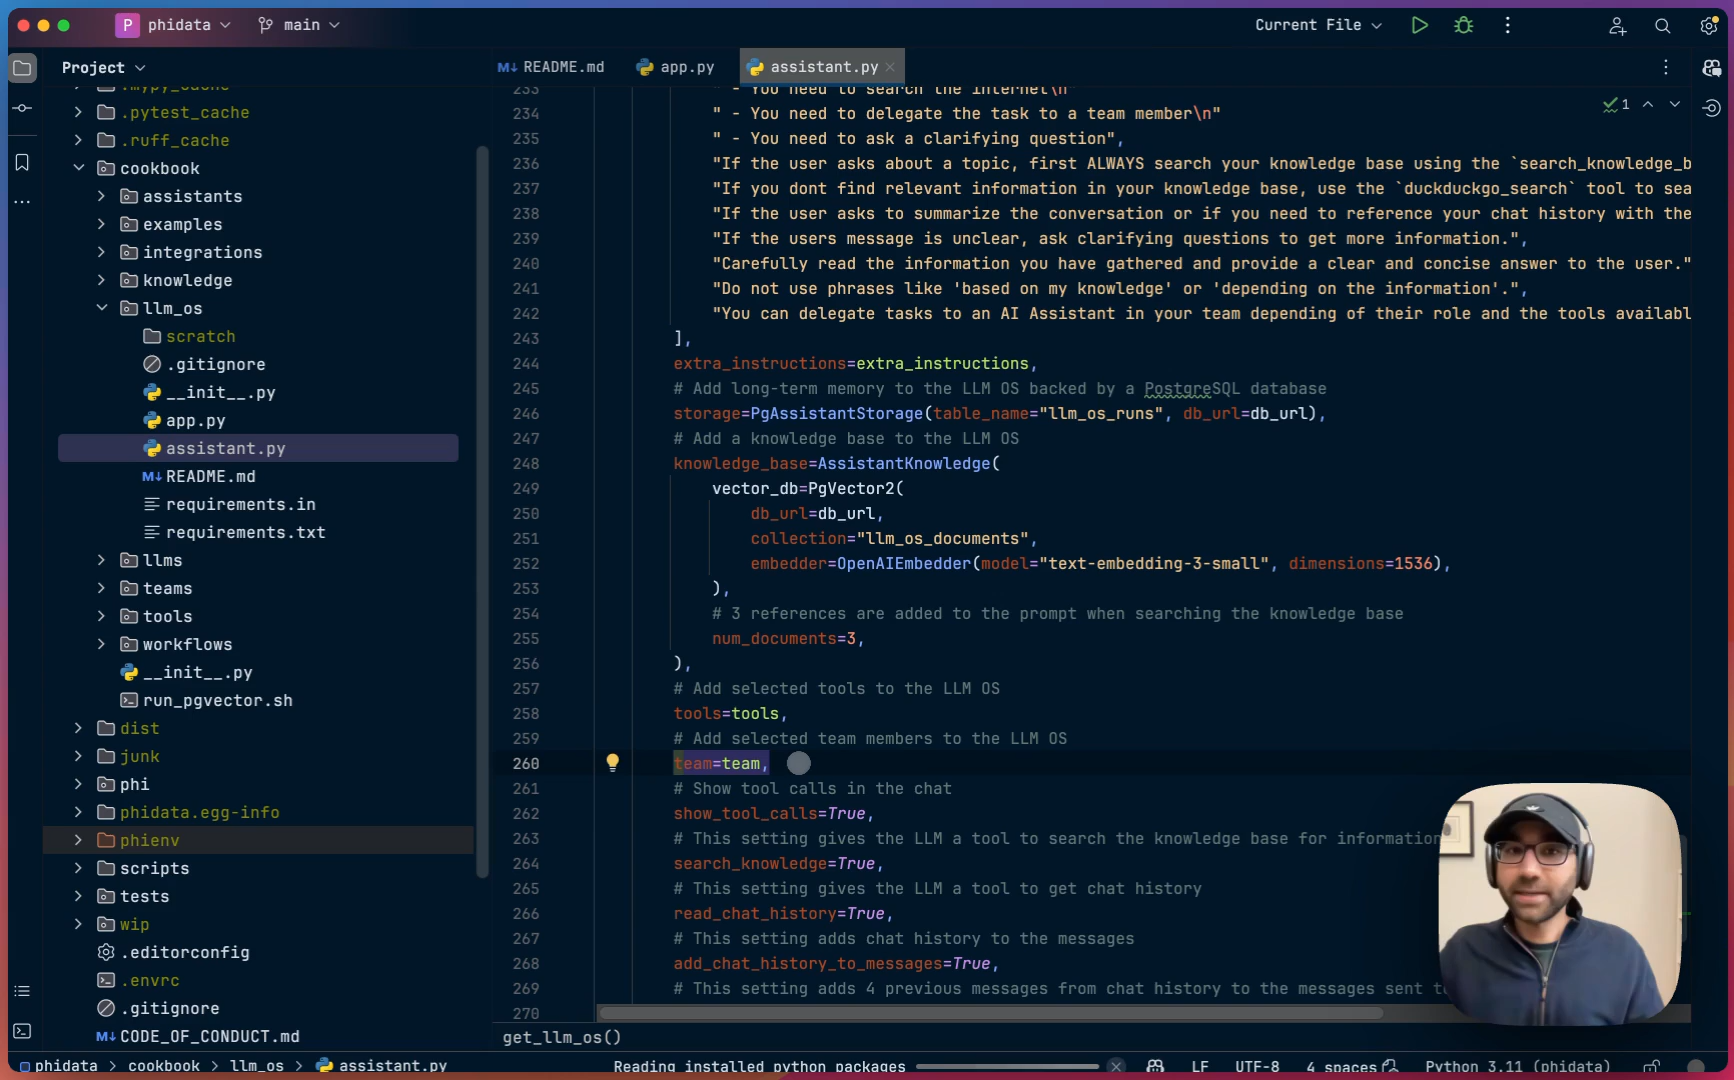 P phidata main
Current File
Project
README.md
app.py
assistant.py
.mypy_cache
.pytest_cache
.ruff_cache
cookbook
assistants
examples
integrations
knowledge
llm_os
scratch
.gitignore
__init__.py
app.py
assistant.py
README.md
requirements.in
requirements.txt
llms
teams
tools
workflows
__init__.py
run_pgvector.sh
dist
junk
phi
phidata.egg-info
phienv
scripts
tests
wip
.editorconfig
.envrc
.gitignore
CODE_OF_CONDUCT.md
1
233 " - You need to search the internet\n"
234 " - You need to delegate the task to a team member\n"
235 " - You need to ask a clarifying question",
236 "If the user asks about a topic, first ALWAYS search your knowledge base using the `search_knowledge_b
237 "If you dont find relevant information in your knowledge base, use the `duckduckgo_search` tool to sea
238 "If the user asks to summarize the conversation or if you need to reference your chat history with the
239 "If the users message is unclear, ask clarifying questions to get more information.",
240 "Carefully read the information you have gathered and provide a clear and concise answer to the user."
241 "Do not use phrases like 'based on my knowledge' or 'depending on the information'.",
242 "You can delegate tasks to an AI Assistant in your team depending of their role and the tools availabl
243 ],
244 extra_instructions=extra_instructions,
245 # Add long-term memory to the LLM OS backed by a PostgreSQL database
246 storage=PgAssistantStorage(table_name="llm_os_runs", db_url=db_url),
247 # Add a knowledge base to the LLM OS
248 knowledge_base=AssistantKnowledge(
249 vector_db=PgVector2(
250 db_url=db_url,
251 collection="llm_os_documents",
252 embedder=OpenAIEmbedder(model="text-embedding-3-small", dimensions=1536),
253 ),
254 # 3 references are added to the prompt when searching the knowledge base
255 num_documents=3,
256 ),
257 # Add selected tools to the LLM OS
258 tools=tools,
259 # Add selected team members to the LLM OS
260 team=team,
261 # Show tool calls in the chat
262 show_tool_calls=True,
263 # This setting gives the LLM a tool to search the knowledge base for information
264 search_knowledge=True,
265 # This setting gives the LLM a tool to get chat history
266 read_chat_history=True,
267 # This setting adds chat history to the messages
268 add_chat_history_to_messages=True,
269 # This setting adds 4 previous messages from chat history to the messages sent t
270
get_llm_os()
phidata > cookbook > llm_os > assistant.py
Reading installed python packages
LF UTF-8 4 spaces Python 3.11 (phidata)